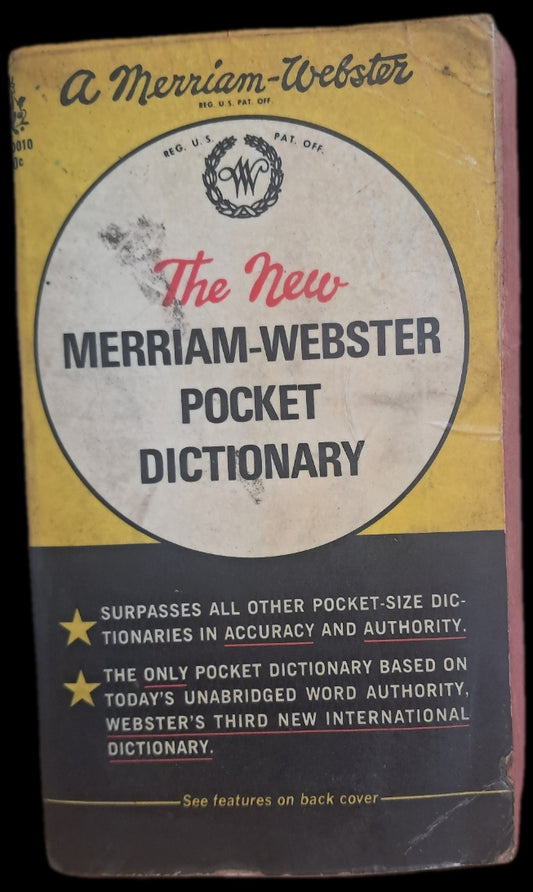 A Merriam-Webster
REG. U.S. PAT. OFF.
REG. U.S. PAT. OFF.
W
The New
MERRIAM-WEBSTER
POCKET
DICTIONARY
SURPASSES ALL OTHER POCKET-SIZE DIC-
TIONARIES IN ACCURACY AND AUTHORITY.
THE ONLY POCKET DICTIONARY BASED ON
TODAY'S UNABRIDGED WORD AUTHORITY,
WEBSTER'S THIRD NEW INTERNATIONAL
DICTIONARY.
See features on back cover